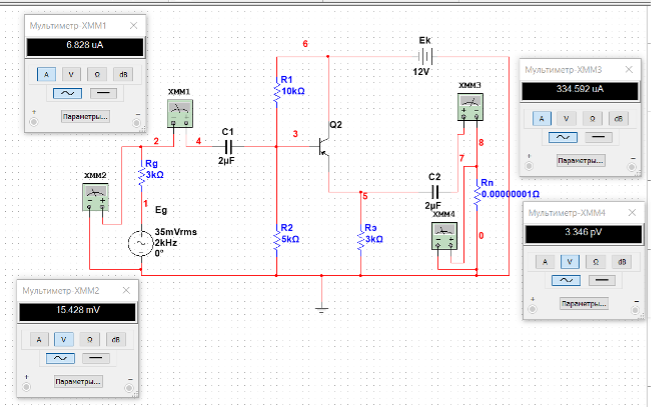 Мультиметр-XMM1
6.828 uA
A V Ω dB
+ Параметры... −
Мультиметр-XMM2
15.428 mV
A V Ω dB
+ Параметры... −
Мультиметр-XMM3
334.592 uA
A V Ω dB
+ Параметры... −
Мультиметр-XMM4
3.346 pV
A V Ω dB
+ Параметры... −
6
Ek
12V
R1
10kΩ
XMM1
XMM3
2
4
C1
2µF
3
Q2
8
7
Rg
3kΩ
XMM2
C2
2µF
5
Rn
0.00000001Ω
1
XMM4
Eg
35mVrms
2kHz
0°
R2
5kΩ
Rэ
3kΩ
0